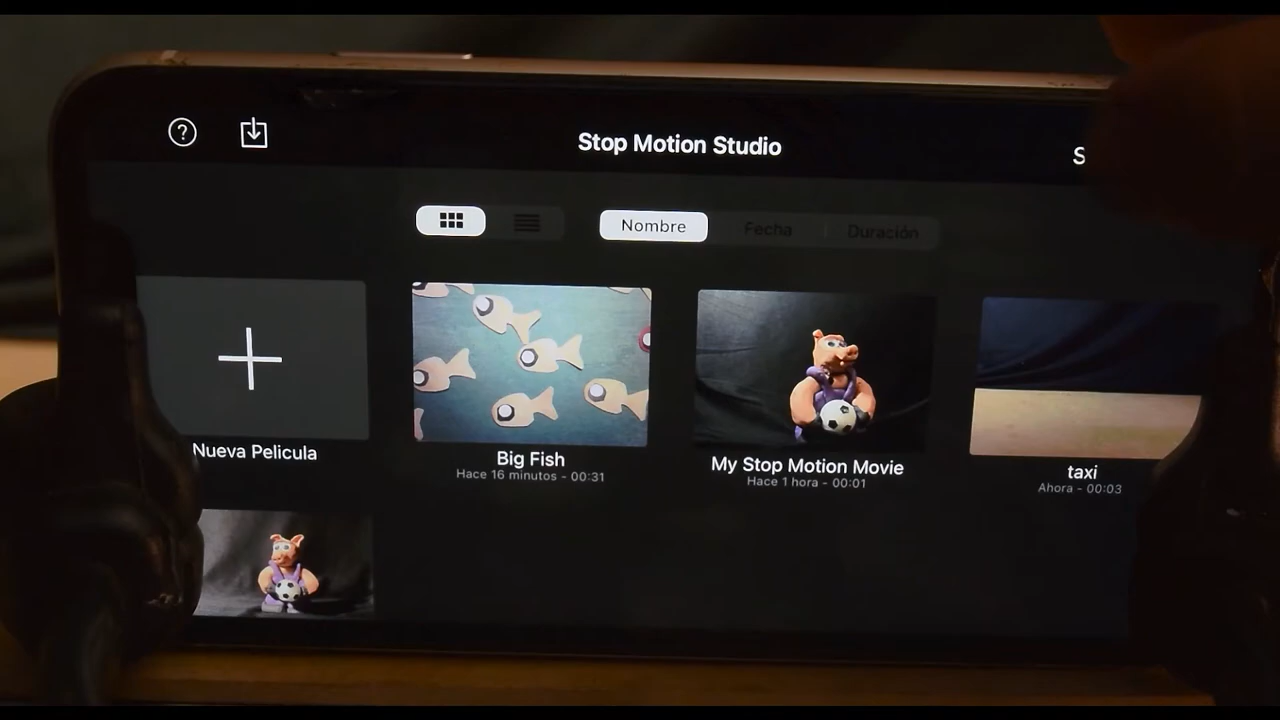 Stop Motion Studio
Nombre
Fecha
Duración
Nueva Pelicula
Big Fish
Hace 16 minutos - 00:31
My Stop Motion Movie
Hace 1 hora - 00:01
taxi
Ahora - 00:03